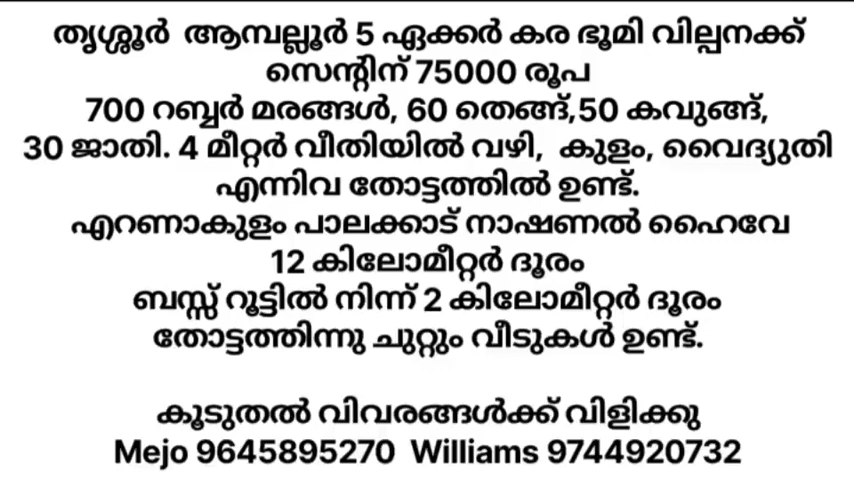 തൃശ്ശൂർ ആമ്പല്ലൂർ 5 ഏക്കർ കര ഭൂമി വില്പനക്ക്
സെന്റിന് 75000 രൂപ
700 റബ്ബർ മരങ്ങൾ, 60 തെങ്ങ്,50 കവുങ്ങ്,
30 ജാതി. 4 മീറ്റർ വീതിയിൽ വഴി, കുളം, വൈദ്യുതി
എന്നിവ തോട്ടത്തിൽ ഉണ്ട്.
എറണാകുളം പാലക്കാട് നാഷണൽ ഹൈവേ
12 കിലോമീറ്റർ ദൂരം
ബസ്സ് റൂട്ടിൽ നിന്ന് 2 കിലോമീറ്റർ ദൂരം
തോട്ടത്തിന്നു ചുറ്റും വീടുകൾ ഉണ്ട്.
കൂടുതൽ വിവരങ്ങൾക്ക് വിളിക്കു
Mejo 9645895270 Williams 9744920732